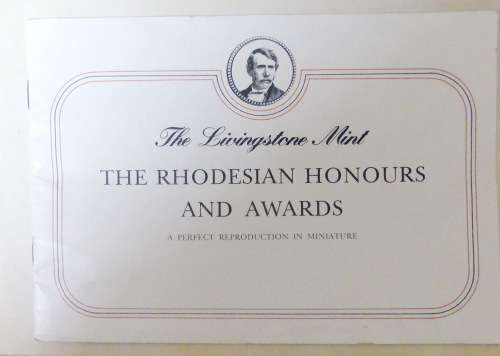 The Livingstone Mint
THE RHODESIAN HONOURS
AND AWARDS
A PERFECT REPRODUCTION IN MINIATURE